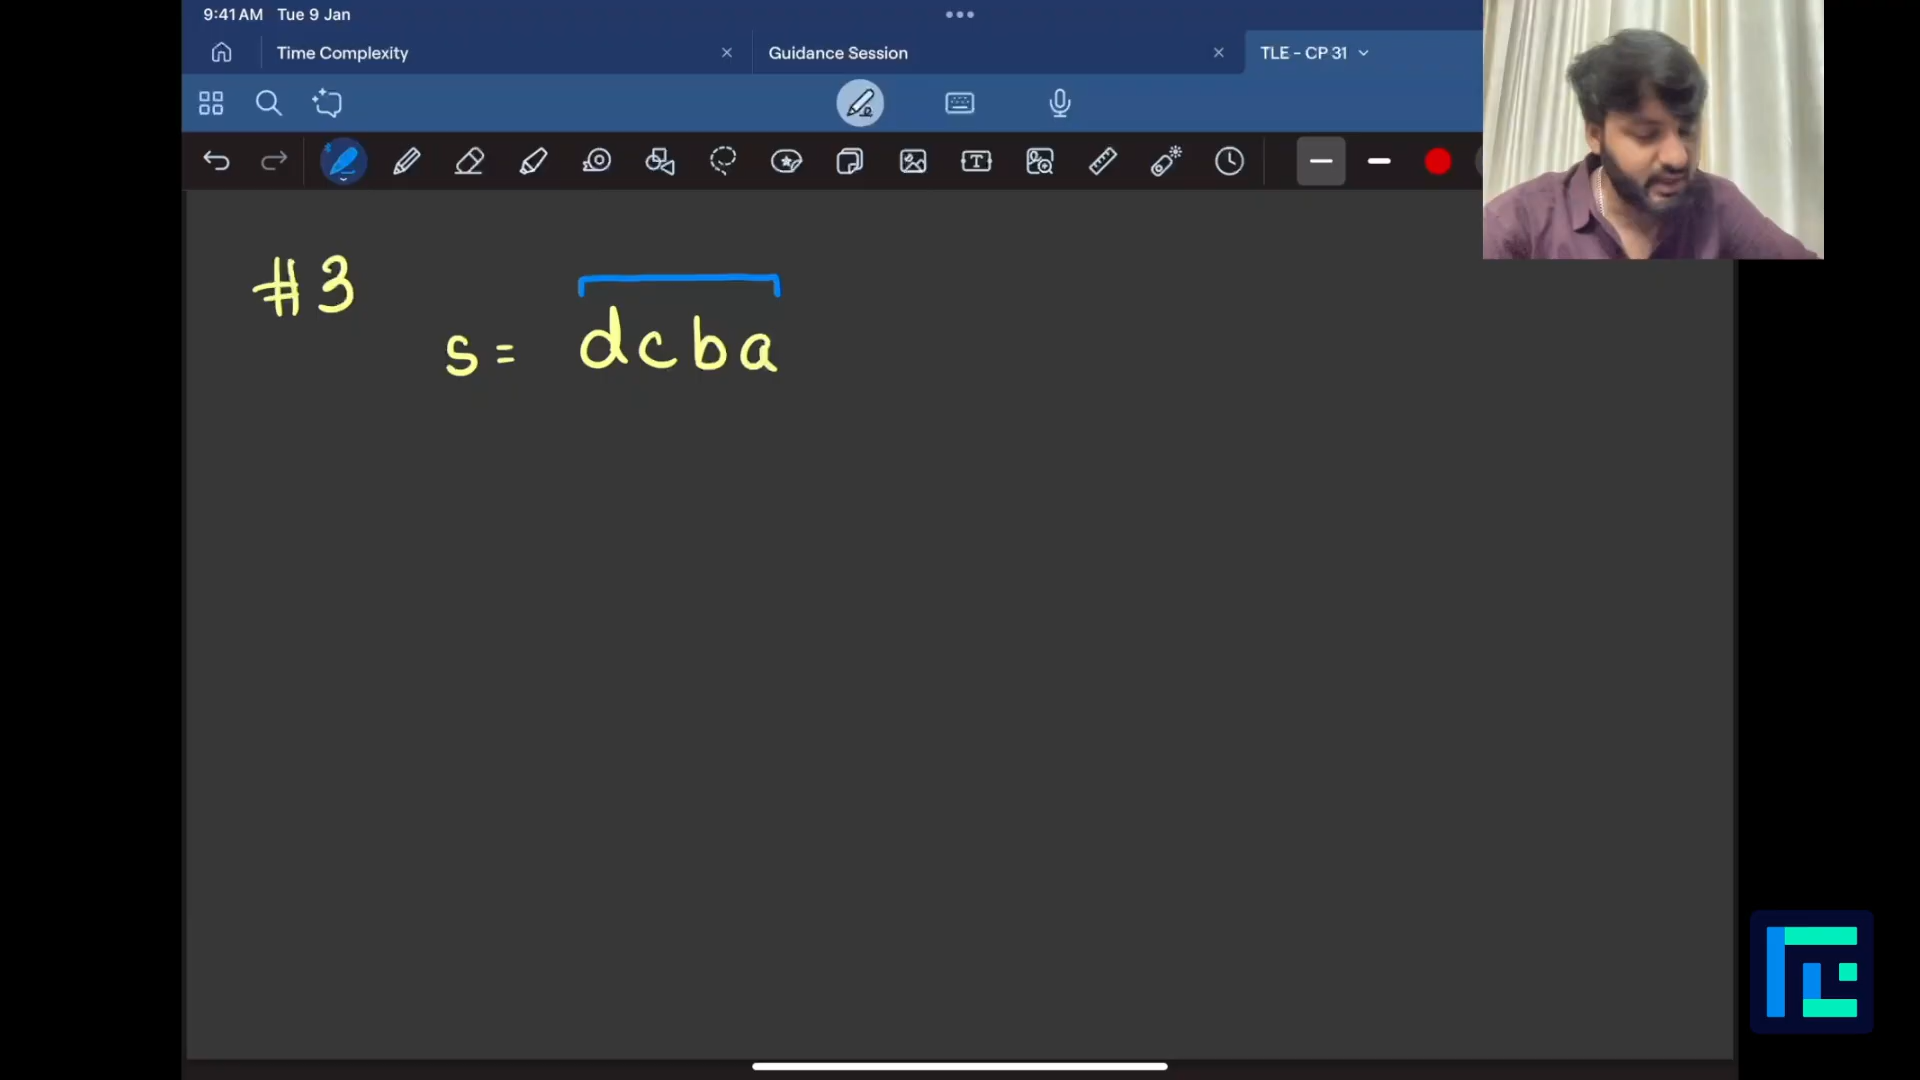 9:41 AM Tue 9 Jan
Time Complexity
Guidance Session
TLE - CP 31
#3
s = dcba